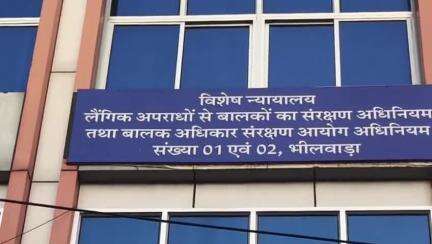 विशेष न्यायालय
लैंगिक अपराधों से बालकों का संरक्षण अधिनियम
तथा बालक अधिकार संरक्षण आयोग अधिनियम
संख्या 01 एवं 02, भीलवाड़ा